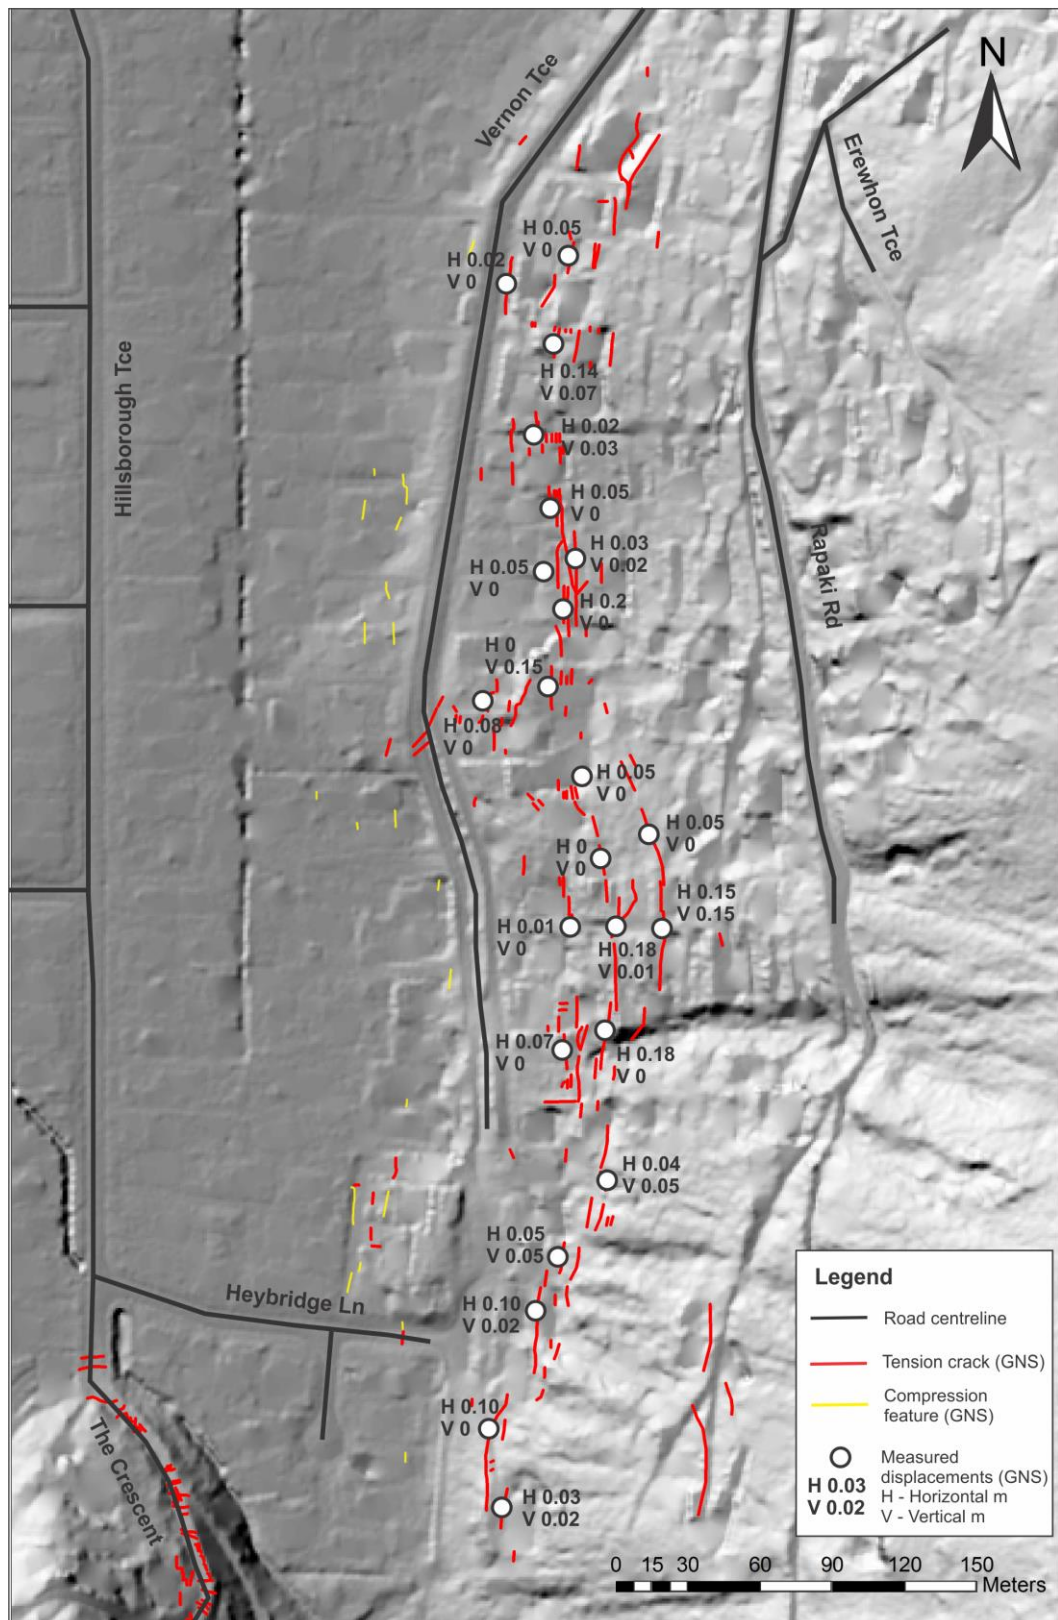 N
Vernon Tce
Erewhon Tce
H 0.05
V 0
H 0.02
V 0
Hillsborough Tce
H 0.14
V 0.07
H 0.02
V 0.03
H 0.05
V 0
Rapaki Rd
H 0.03
V 0.02
H 0.05
V 0
H 0.2
V 0
H 0
V 0.15
H 0.08
V 0
H 0.05
V 0
H 0.05
V 0
H 0
V 0
H 0.15
V 0.15
H 0.01
V 0
H 0.18
V 0.01
H 0.07
V 0
H 0.18
V 0
H 0.04
V 0.05
H 0.05
V 0.05
Heybridge Ln
H 0.10
V 0.02
H 0.10
V 0
The Crescent
H 0.03
V 0.02
Legend
Road centreline
Tension crack (GNS)
Compression
feature (GNS)
Measured
displacements (GNS)
H 0.03
H - Horizontal m
V 0.02
V - Vertical m
0 15 30 60 90 120 150
Meters